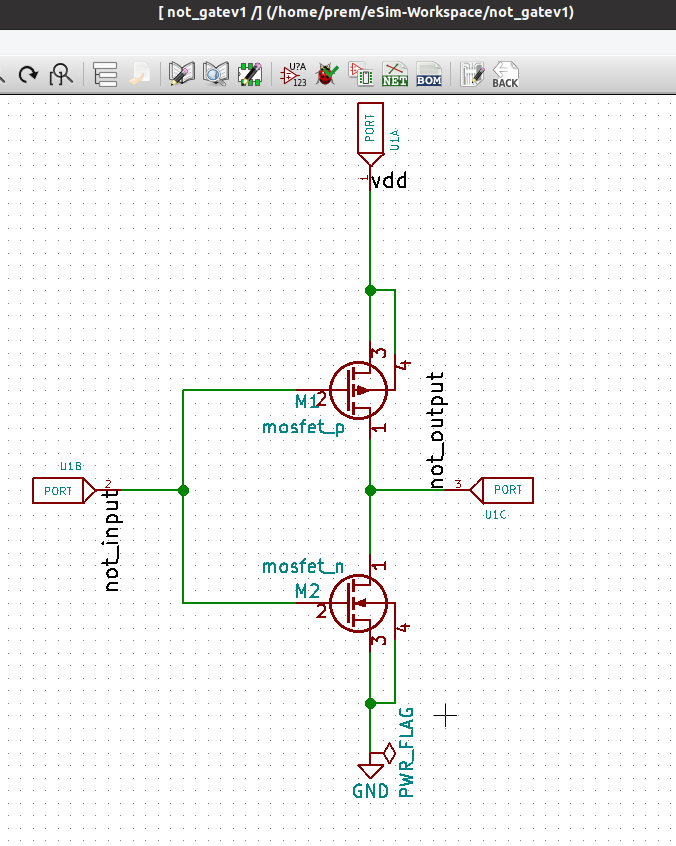 [ not_gatev1 /] (/home/prem/eSim-Workspace/not_gatev1)
U?A
123
NET
BOM
BACK
PORT
U1A
1
vdd
3
4
M1
2
mosfet_p
1
not_output
U1B
PORT
2
not_input
3
PORT
U1C
mosfet_n
1
M2
2
3
4
PWR_FLAG
GND